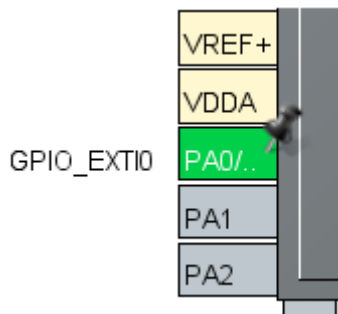 VREF+
VDDA
GPIO_EXTI0 PA0/..
PA1
PA2